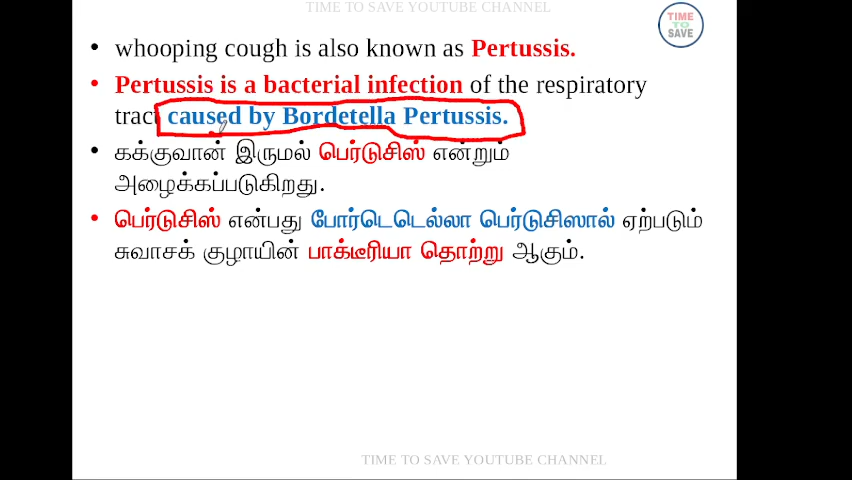 TIME TO SAVE YOUTUBE CHANNEL
TIME
TO
SAVE
• whooping cough is also known as Pertussis.
• Pertussis is a bacterial infection of the respiratory
tract caused by Bordetella Pertussis.
• கக்குவான் இருமல் பெர்டுசிஸ் என்றும்
அழைக்கப்படுகிறது.
• பெர்டுசிஸ் என்பது போர்டெடெல்லா பெர்டுசிஸால் ஏற்படும்
சுவாசக் குழாயின் பாக்டீரியா தொற்று ஆகும்.
TIME TO SAVE YOUTUBE CHANNEL